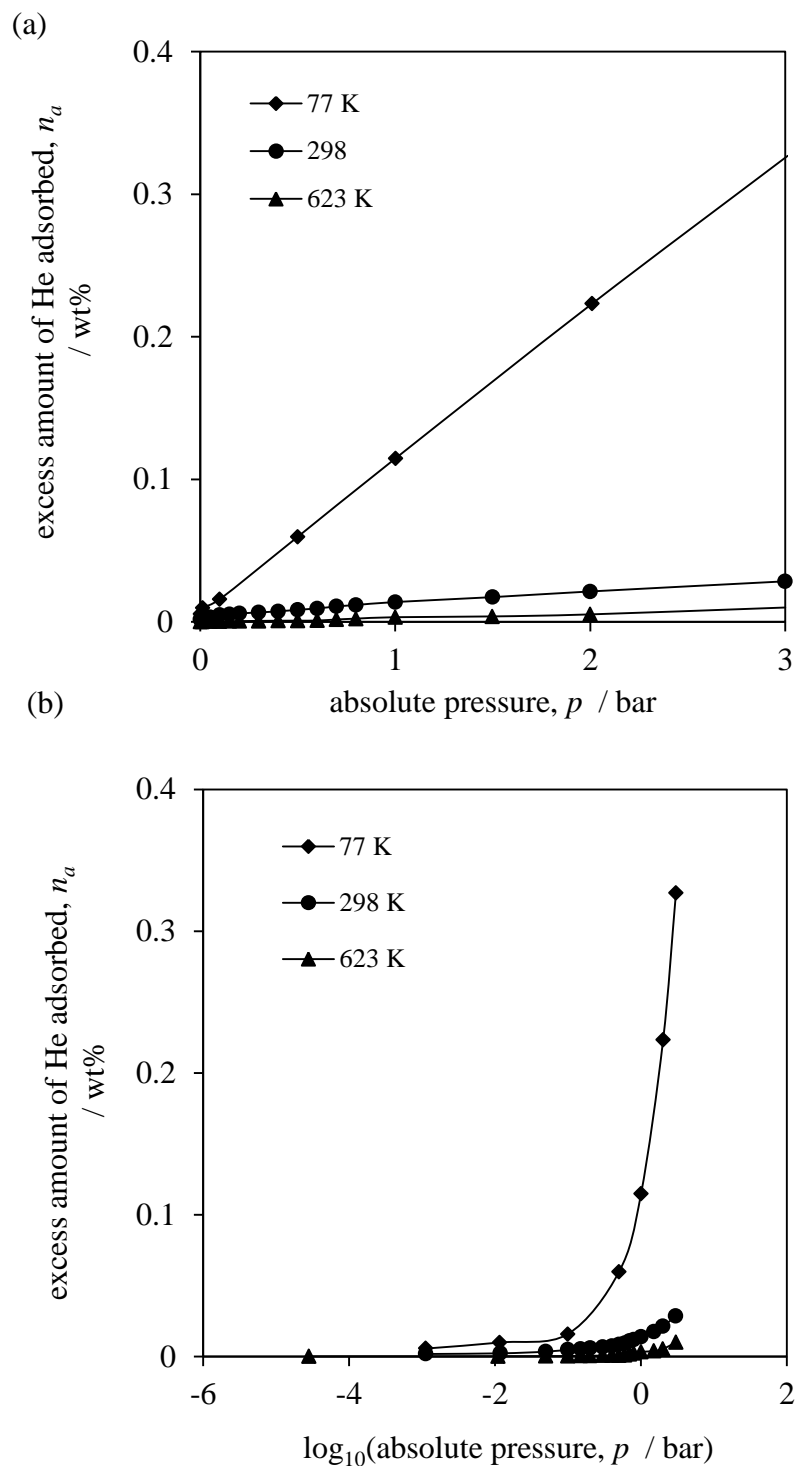 (a)
0.4
0.3
0.2
0.1
0
77 K
298
623 K
excess amount of He adsorbed, nₐ
/ wt%
0 1 2 3
absolute pressure, p / bar
(b)
0.4
0.3
0.2
0.1
0
77 K
298 K
623 K
excess amount of He adsorbed, nₐ
/ wt%
-6 -4 -2 0 2
log₁₀(absolute pressure, p / bar)